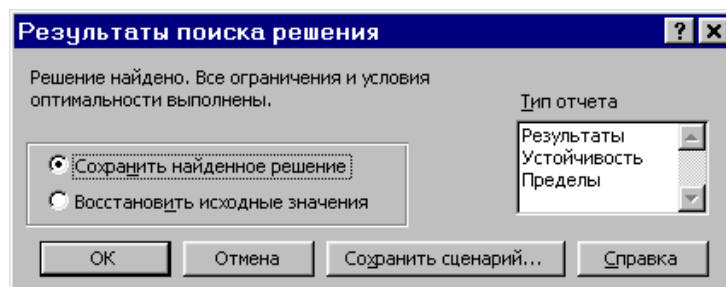 Результаты поиска решения
Решение найдено. Все ограничения и условия
оптимальности выполнены.
Тип отчета
Результаты
Устойчивость
Пределы
Сохранить найденное решение
Восстановить исходные значения
ОК
Отмена
Сохранить сценарий...
Справка